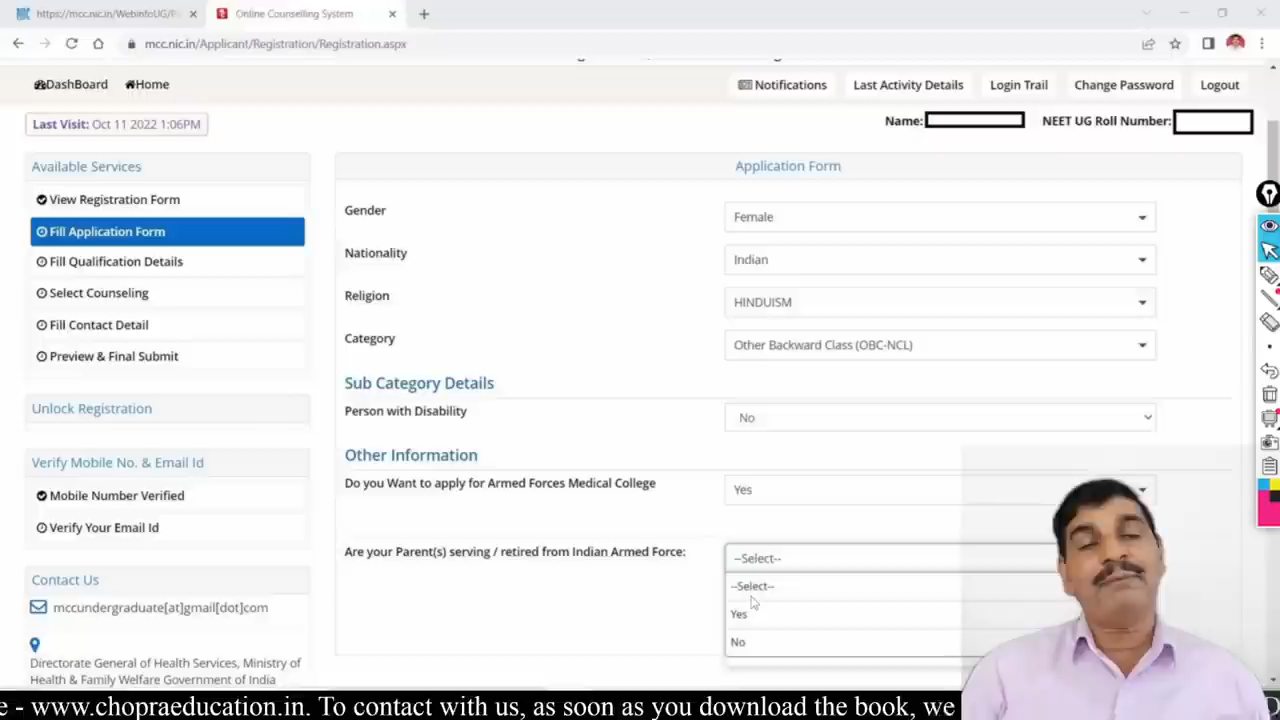 https://mcc.nic.in/WebinfoUG/P
Online Counselling System
mcc.nic.in/Applicant/Registration/Registration.aspx
DashBoard Home Notifications Last Activity Details Login Trail Change Password Logout
Last Visit: Oct 11 2022 1:06PM
Name: NEET UG Roll Number:
Available Services
View Registration Form
Fill Application Form
Fill Qualification Details
Select Counseling
Fill Contact Detail
Preview & Final Submit
Unlock Registration
Verify Mobile No. & Email Id
Mobile Number Verified
Verify Your Email Id
Contact Us
mccundergraduate[at]gmail[dot]com
Directorate General of Health Services, Ministry of
Health & Family Welfare Government of India
Application Form
Gender Female
Nationality Indian
Religion HINDUISM
Category Other Backward Class (OBC-NCL)
Sub Category Details
Person with Disability No
Other Information
Do you Want to apply for Armed Forces Medical College Yes
Are your Parent(s) serving / retired from Indian Armed Force: --Select--
--Select--
Yes
No
e - www.chopraeducation.in. To contact with us, as soon as you download the book, we